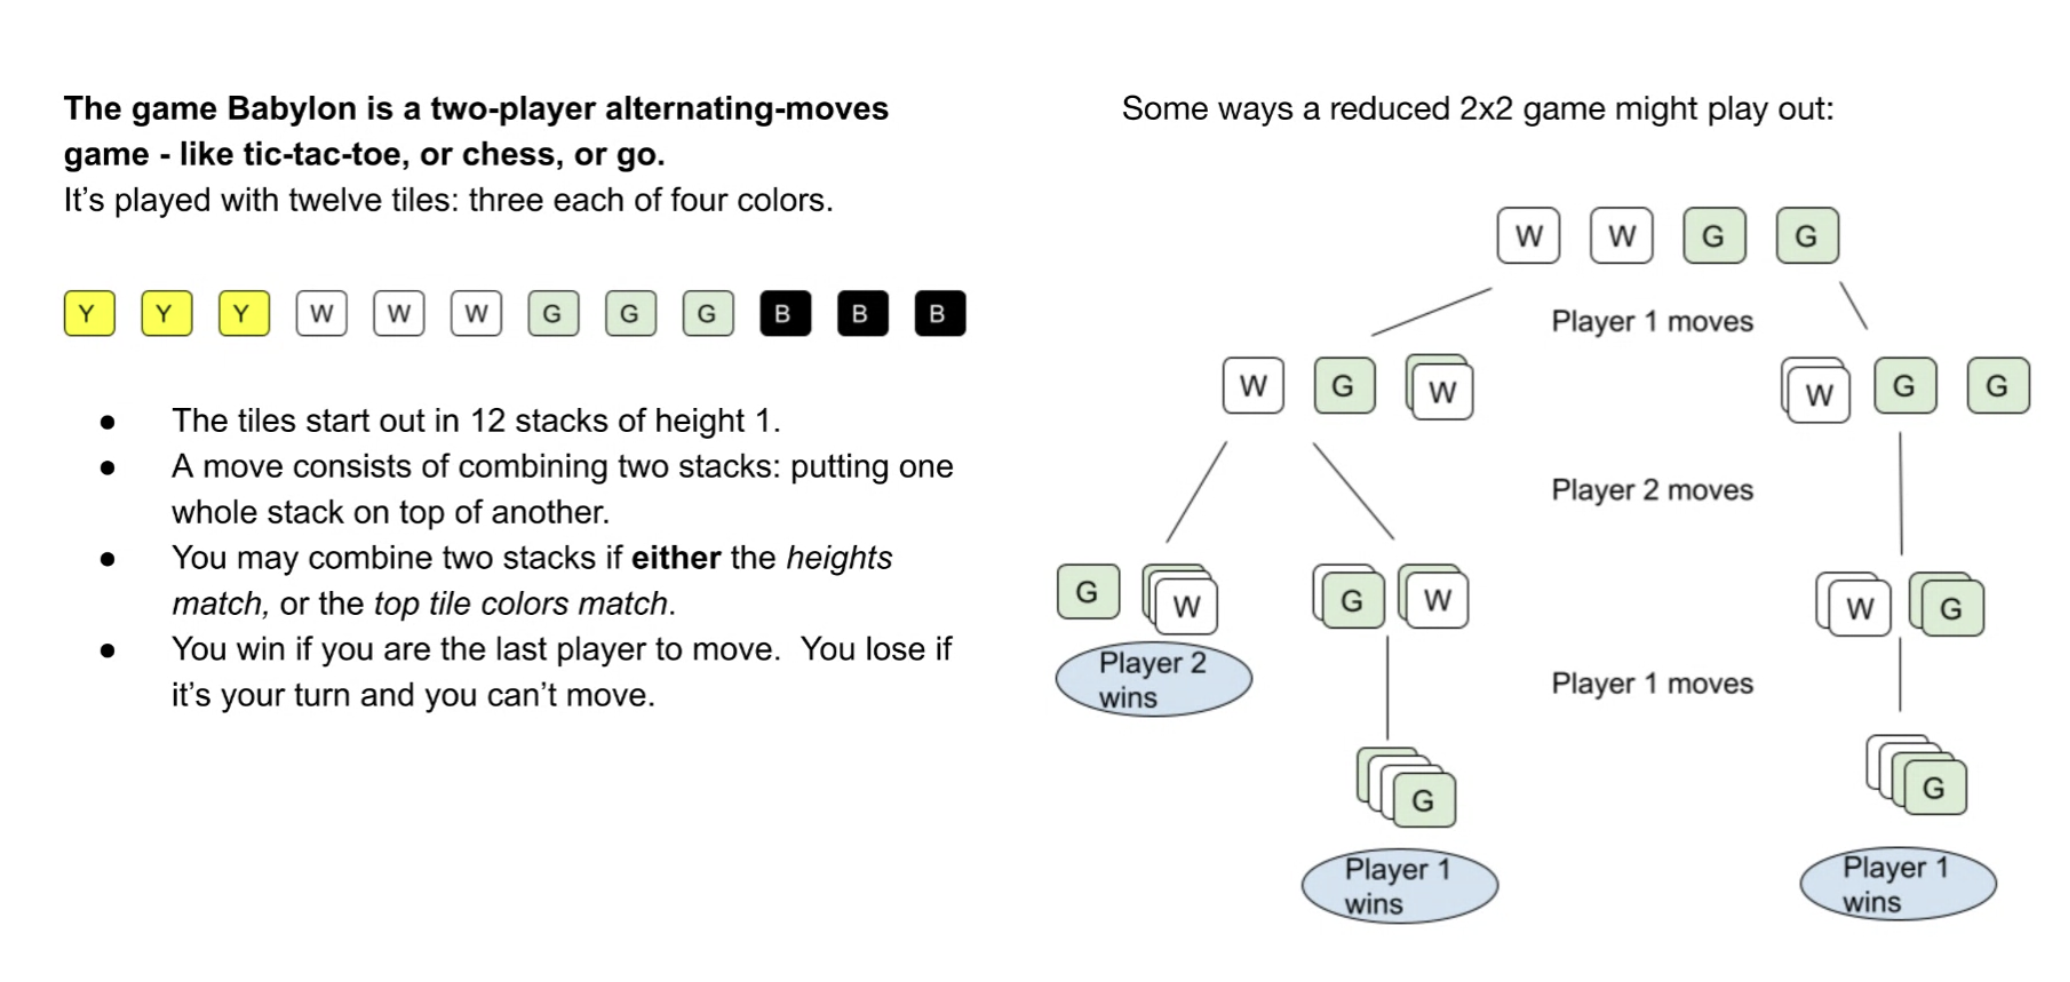 The game Babylon is a two-player alternating-moves
game - like tic-tac-toe, or chess, or go.
It's played with twelve tiles: three each of four colors.
Y Y Y W W W G G G B B B
● The tiles start out in 12 stacks of height 1.
● A move consists of combining two stacks: putting one
whole stack on top of another.
● You may combine two stacks if either the heights
match, or the top tile colors match.
● You win if you are the last player to move.  You lose if
it's your turn and you can't move.
Some ways a reduced 2x2 game might play out:
W W G G
Player 1 moves
W G W W G G
Player 2 moves
G W G W W G
Player 2
wins
Player 1 moves
G G
Player 1
wins
Player 1
wins